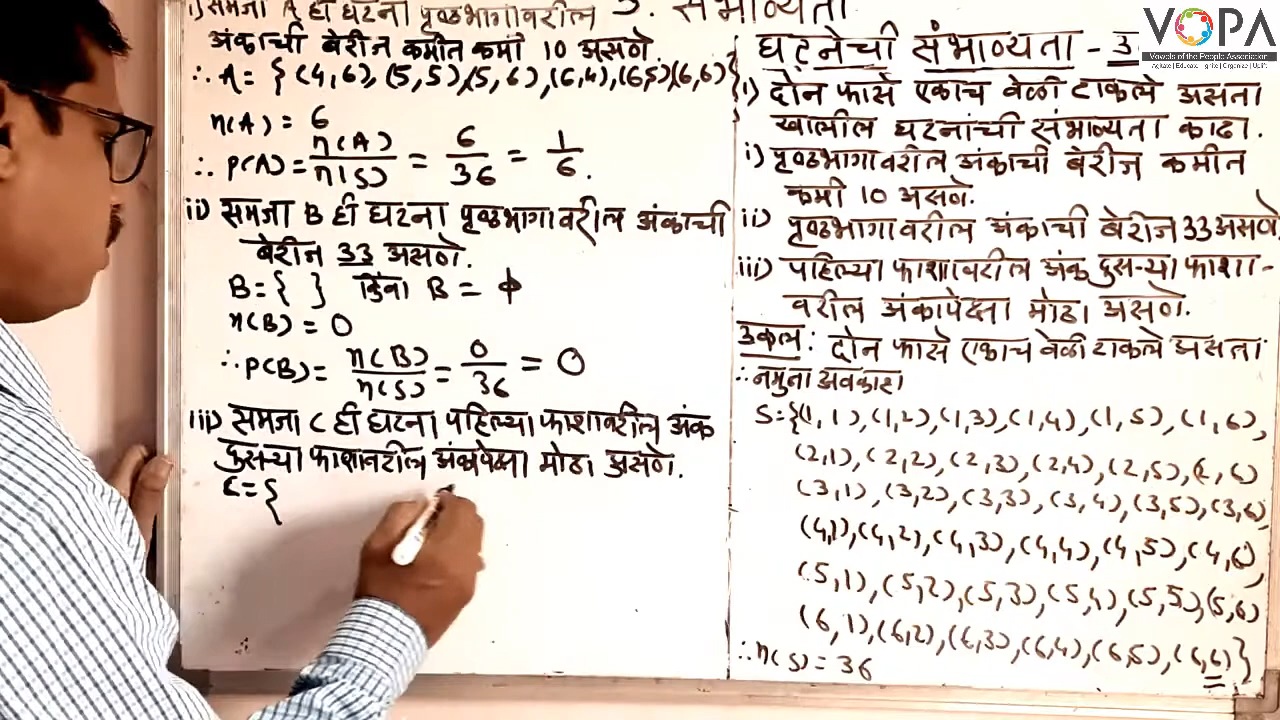 5. संभाव्यता
i) समजा A ही घटना पृष्ठभागावरील
अंकाची बेरीज कमीत कमी 10 असणे.
∴ A = { (4,6), (5,5), (5,6), (6,4), (6,5), (6,6) }
n(A) = 6
∴ P(A) = n(A)/n(S) = 6/36 = 1/6.
ii) समजा B ही घटना पृष्ठभागावरील अंकाची
बेरीज 33 असणे.
B = { } किंवा B = ϕ
n(B) = 0
∴ P(B) = n(B)/n(S) = 0/36 = 0
iii) समजा C ही घटना पहिल्या फाशावरील अंक
दुसऱ्या फाशावरील अंकापेक्षा मोठा असणे.
C = {
घटनेची संभाव्यता -
1) दोन फासे एकाच वेळी टाकले असता
खालील घटनांची संभाव्यता काढा.
i) पृष्ठभागावरील अंकाची बेरीज कमीत
कमी 10 असणे.
ii) पृष्ठभागावरील अंकाची बेरीज 33 असणे
iii) पहिल्या फाशावरील अंक दुसऱ्या फाशा-
वरील अंकापेक्षा मोठा असणे.
उकल : दोन फासे एकाच वेळी टाकले असता
∴ नमुना अवकाश
S = {(1,1), (1,2), (1,3), (1,4), (1,5), (1,6),
(2,1), (2,2), (2,3), (2,4), (2,5), (2,6)
(3,1), (3,2), (3,3), (3,4), (3,5), (3,6),
(4,1), (4,2), (4,3), (4,4), (4,5), (4,6),
(5,1), (5,2), (5,3), (5,4), (5,5), (5,6)
(6,1), (6,2), (6,3), (6,4), (6,5), (6,6)}
∴ n(S) = 36
VOPA
Vowels of the People Association